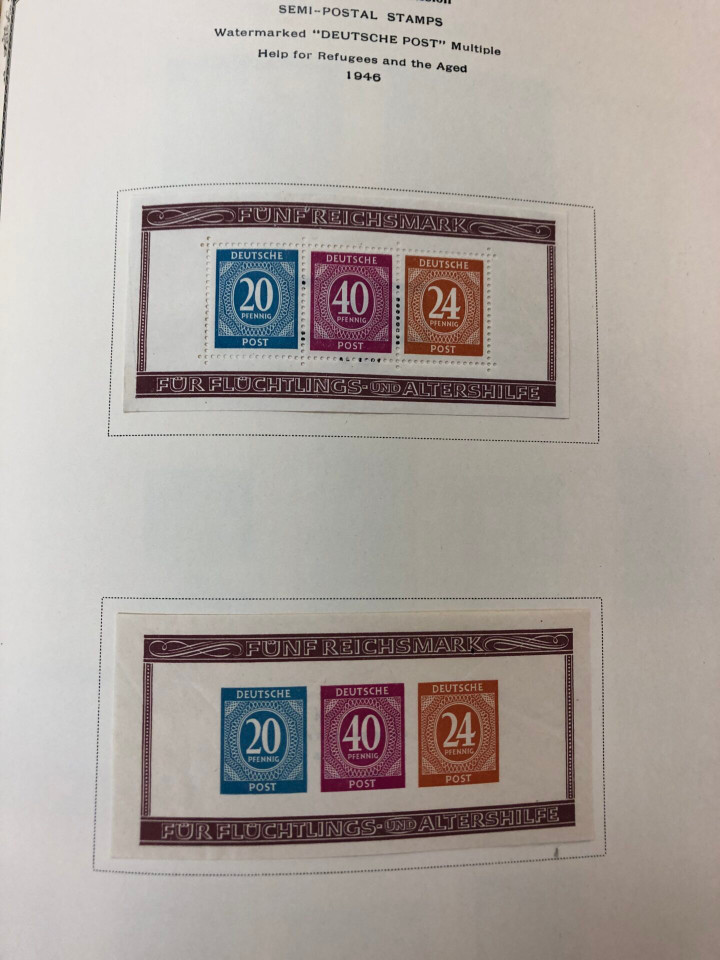 SEMI-POSTAL STAMPS
Watermarked "DEUTSCHE POST" Multiple
Help for Refugees and the Aged
1946
FÜNF REICHSMARK
DEUTSCHE DEUTSCHE DEUTSCHE
20 40 24
PFENNIG PFENNIG PFENNIG
POST POST POST
FÜR FLÜCHTLINGS- UND ALTERSHILFE
FÜNF REICHSMARK
DEUTSCHE DEUTSCHE DEUTSCHE
20 40 24
PFENNIG PFENNIG PFENNIG
POST POST POST
FÜR FLÜCHTLINGS- UND ALTERSHILFE